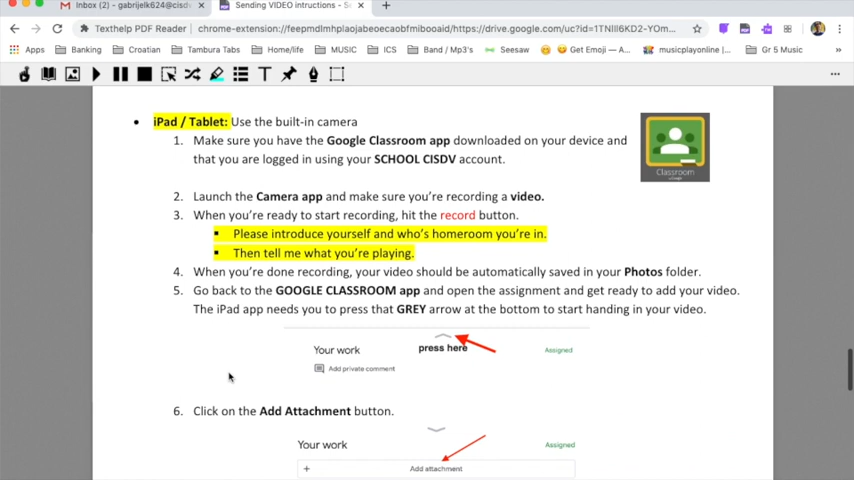 Inbox (2) - gabrijelk624@cisdv
Sending VIDEO intructions - C
Texthelp PDF Reader
chrome-extension://feepmdlmhplaojabeoecaobfmibooaid/https://drive.google.com/uc?id=1TNlIl6KD2-YOm...
Apps
Banking
Croatian
Tambura Tabs
Home/life
MUSIC
ICS
Band / Mp3's
Seesaw
Get Emoji — All...
musicplayonline |...
Gr 5 Music
• iPad / Tablet: Use the built-in camera
1. Make sure you have the Google Classroom app downloaded on your device and
that you are logged in using your SCHOOL CISDV account.
Classroom
2. Launch the Camera app and make sure you're recording a video.
3. When you're ready to start recording, hit the record button.
▪ Please introduce yourself and who's homeroom you're in.
▪ Then tell me what you're playing.
4. When you're done recording, your video should be automatically saved in your Photos folder.
5. Go back to the GOOGLE CLASSROOM app and open the assignment and get ready to add your video.
The iPad app needs you to press that GREY arrow at the bottom to start handing in your video.
Your work
press here
Assigned
Add private comment
6. Click on the Add Attachment button.
Your work
Assigned
+ Add attachment